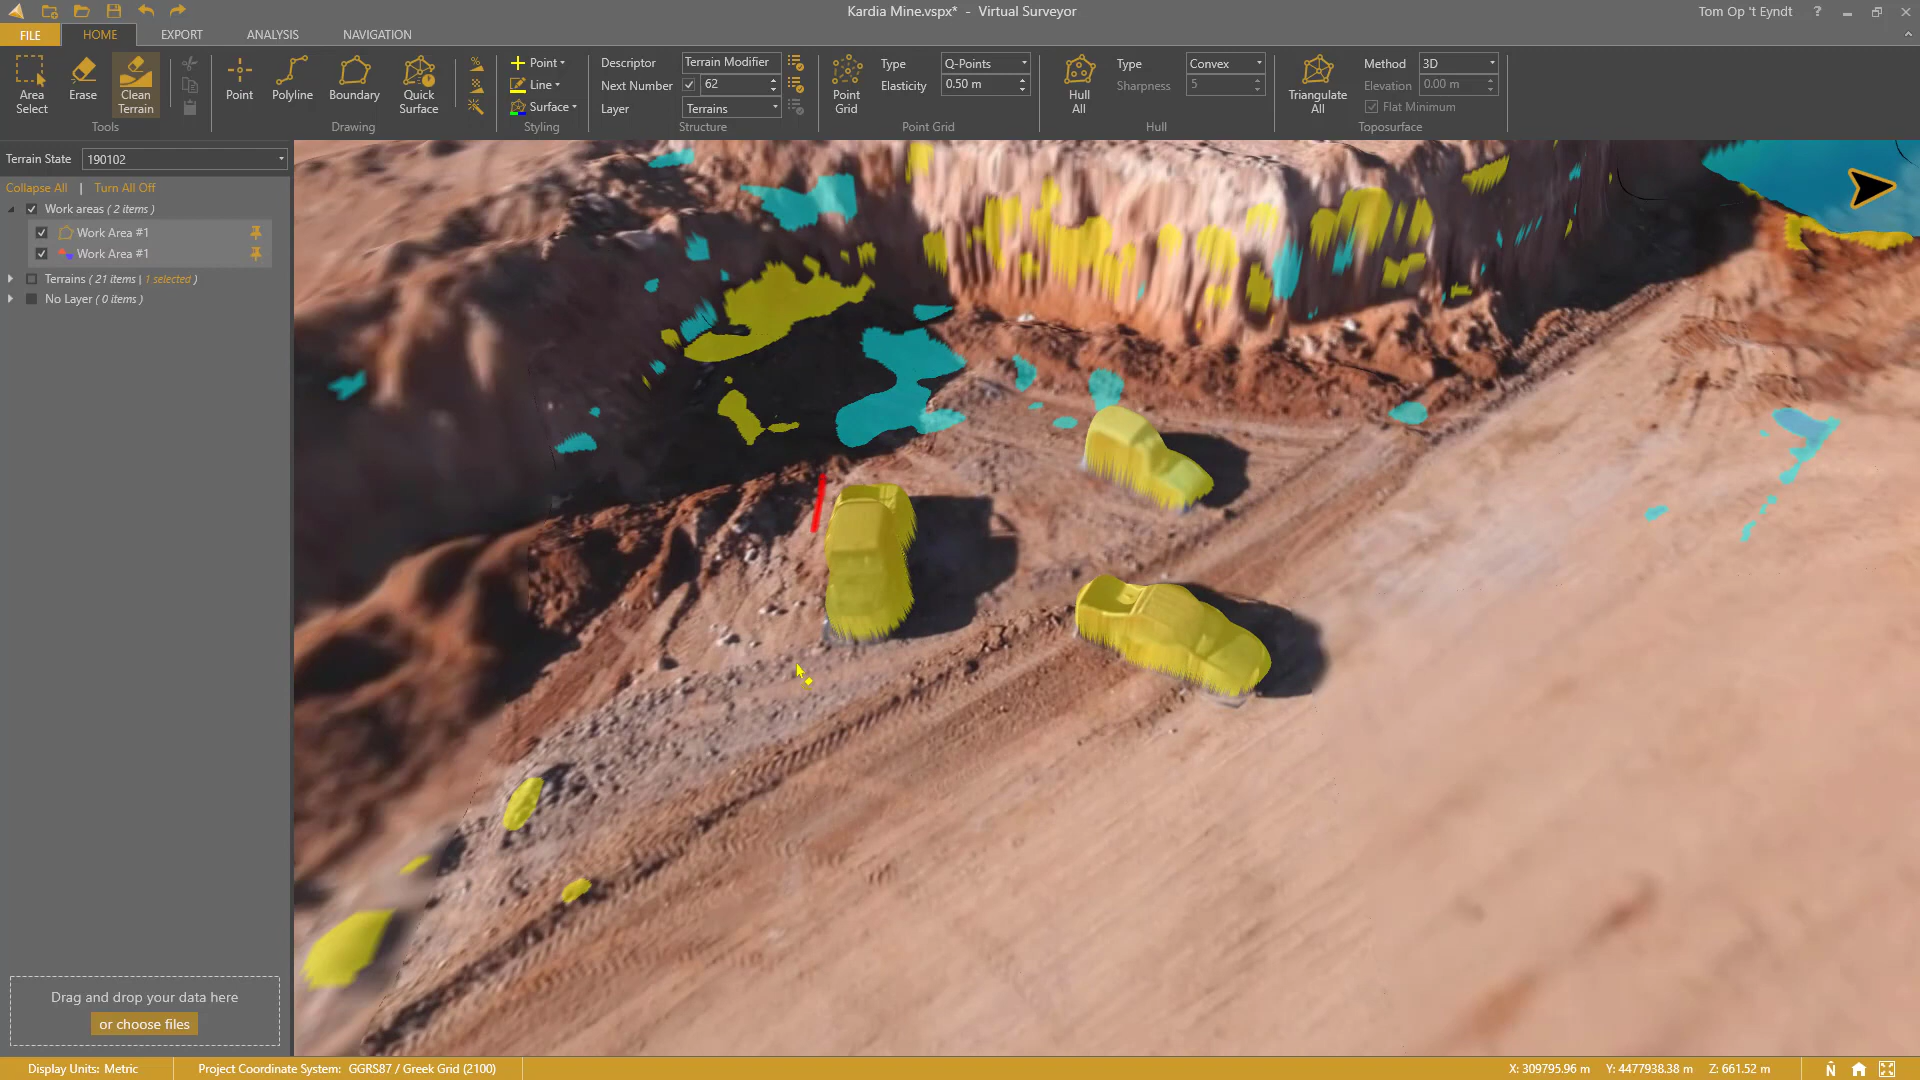 Kardia Mine.vspx* - Virtual Surveyor
Tom Op 't Eyndt ?
FILE HOME EXPORT ANALYSIS NAVIGATION
Area Select
Erase
Clean Terrain
Tools
Point
Polyline
Boundary
Quick Surface
Drawing
Point
Line
Surface
Styling
Descriptor Terrain Modifier
Next Number 62
Layer Terrains
Structure
Point Grid
Type Q-Points
Elasticity 0.50 m
Point Grid
Hull All
Type Convex
Sharpness 5
Hull
Triangulate All
Method 3D
Elevation 0.00 m
Flat Minimum
Toposurface
Terrain State 190102
Collapse All | Turn All Off
Work areas ( 2 items )
Work Area #1
Work Area #1
Terrains ( 21 items | 1 selected )
No Layer ( 0 items )
Drag and drop your data here
or choose files
Display Units: Metric Project Coordinate System: GGRS87 / Greek Grid (2100) X: 309795.96 m Y: 4477938.38 m Z: 661.52 m